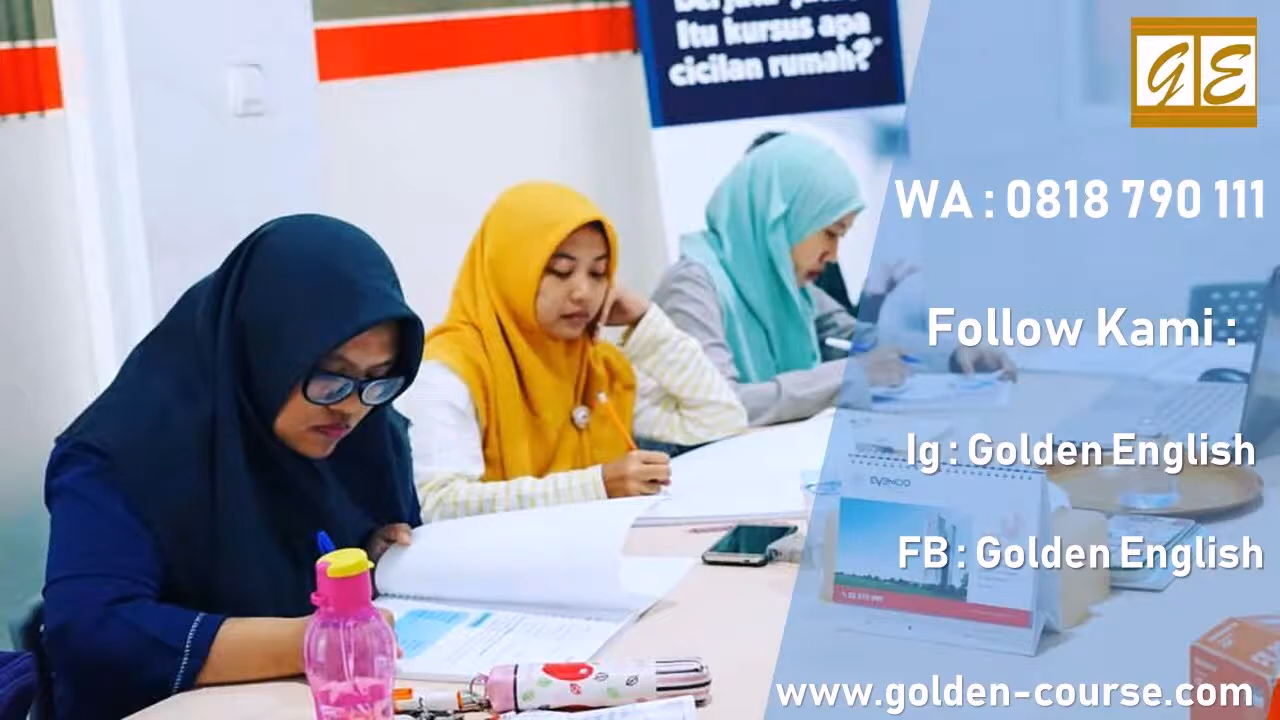 Itu kursus apa
cicilan rumah?"
GE
WA : 0818 790 111
Follow Kami :
Ig : Golden English
FB : Golden English
www.golden-course.com